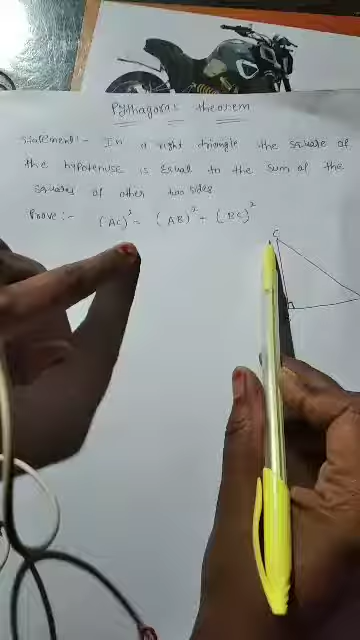 Pythagoras theorem
Statement :- In a right triangle the square of
the hypotenuse is Equal to the sum of the
squares of other two sides
Prove :- (AC)² = (AB)² + (BC)²
C